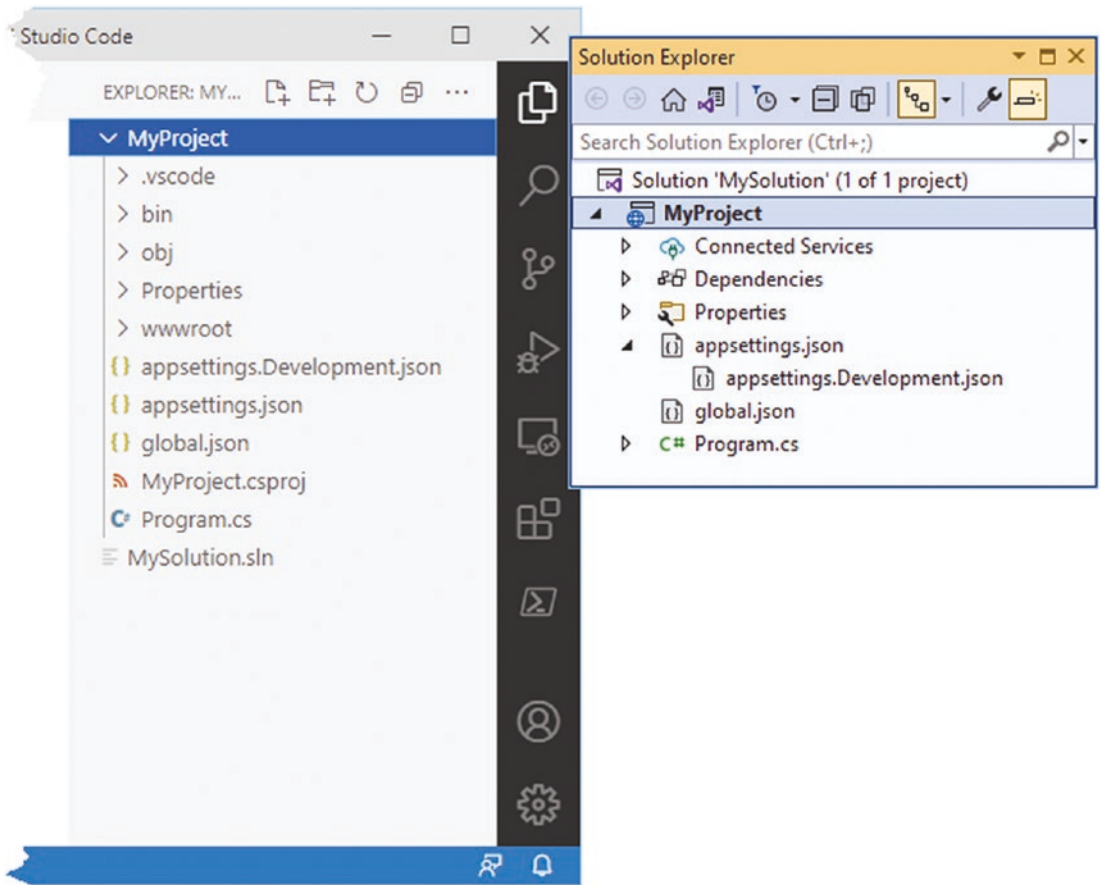 Studio Code
EXPLORER: MY...
MyProject
.vscode
bin
obj
Properties
wwwroot
appsettings.Development.json
appsettings.json
global.json
MyProject.csproj
Program.cs
MySolution.sln
Solution Explorer
Search Solution Explorer (Ctrl+;)
Solution 'MySolution' (1 of 1 project)
MyProject
Connected Services
Dependencies
Properties
appsettings.json
appsettings.Development.json
global.json
C# Program.cs